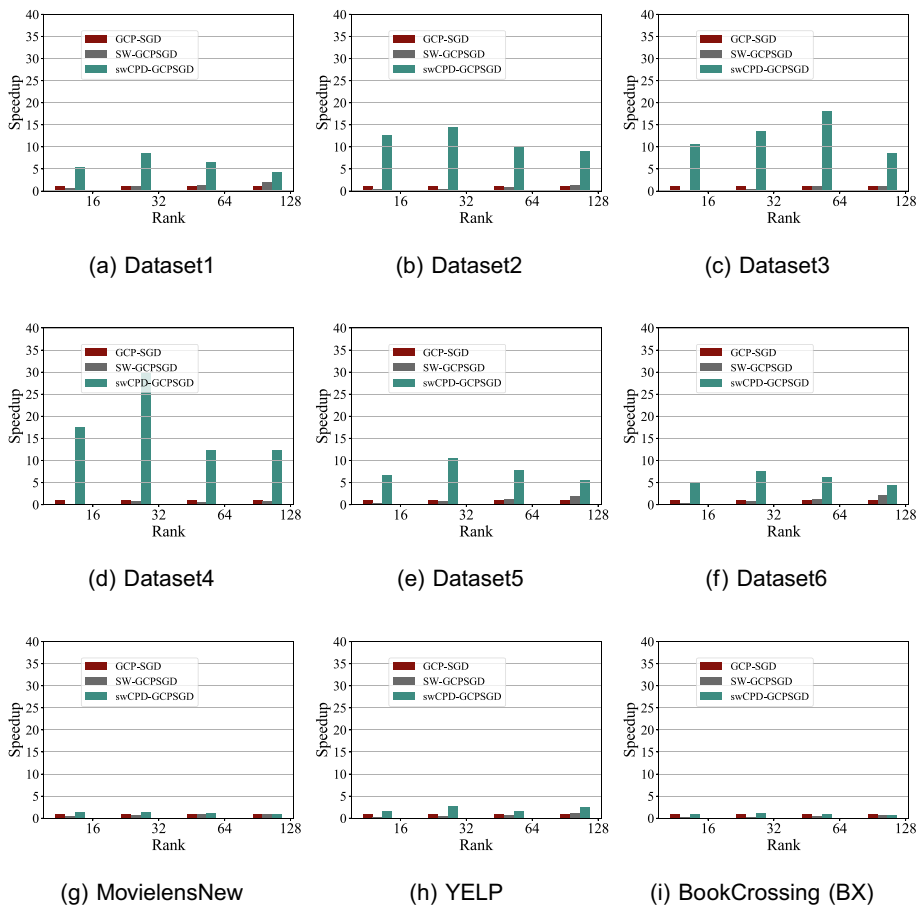 40
35
30
25
20
15
10
5
0
Speedup
GCP-SGD
SW-GCPSGD
swCPD-GCPSGD
16 32 64 128
Rank
(a) Dataset1
40
35
30
25
20
15
10
5
0
Speedup
GCP-SGD
SW-GCPSGD
swCPD-GCPSGD
16 32 64 128
Rank
(b) Dataset2
40
35
30
25
20
15
10
5
0
Speedup
GCP-SGD
SW-GCPSGD
swCPD-GCPSGD
16 32 64 128
Rank
(c) Dataset3
40
35
30
25
20
15
10
5
0
Speedup
GCP-SGD
SW-GCPSGD
swCPD-GCPSGD
16 32 64 128
Rank
(d) Dataset4
40
35
30
25
20
15
10
5
0
Speedup
GCP-SGD
SW-GCPSGD
swCPD-GCPSGD
16 32 64 128
Rank
(e) Dataset5
40
35
30
25
20
15
10
5
0
Speedup
GCP-SGD
SW-GCPSGD
swCPD-GCPSGD
16 32 64 128
Rank
(f) Dataset6
40
35
30
25
20
15
10
5
0
Speedup
GCP-SGD
SW-GCPSGD
swCPD-GCPSGD
16 32 64 128
Rank
(g) MovielensNew
40
35
30
25
20
15
10
5
0
Speedup
GCP-SGD
SW-GCPSGD
swCPD-GCPSGD
16 32 64 128
Rank
(h) YELP
40
35
30
25
20
15
10
5
0
Speedup
GCP-SGD
SW-GCPSGD
swCPD-GCPSGD
16 32 64 128
Rank
(i) BookCrossing (BX)